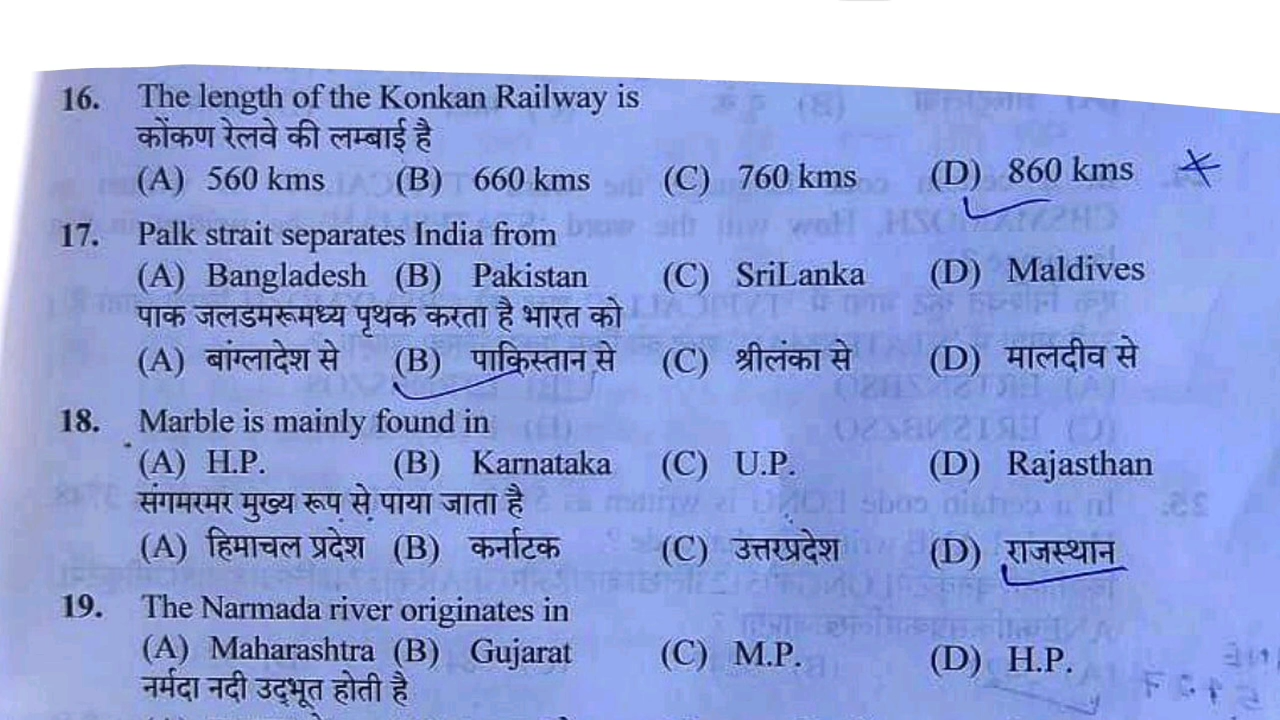 16. The length of the Konkan Railway is
कोंकण रेलवे की लम्बाई है
(A) 560 kms (B) 660 kms (C) 760 kms (D) 860 kms
17. Palk strait separates India from
(A) Bangladesh (B) Pakistan (C) SriLanka (D) Maldives
पाक जलडमरूमध्य पृथक करता है भारत को
(A) बांग्लादेश से (B) पाकिस्तान से (C) श्रीलका से (D) मालदीव से
18. Marble is mainly found in
(A) H.P. (B) Karnataka (C) U.P. (D) Rajasthan
संगमरमर मुख्य रूप से पाया जाता है
(A) हिमाचल प्रदेश (B) कर्नाटक (C) उत्तरप्रदेश (D) राजस्थान
19. The Narmada river originates in
(A) Maharashtra (B) Gujarat (C) M.P. (D) H.P.
नर्मदा नदी उद्भूत होती है